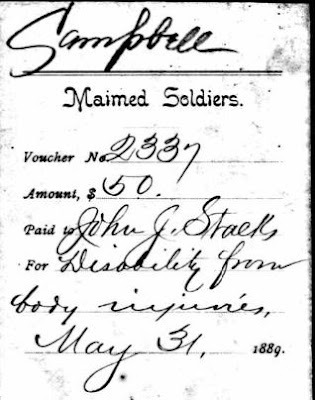 Campbell
Maimed Soldiers.
Voucher No. 2337
Amount, $ 50.
Paid to John J. Stacks
For Disability from
body injuries,
May 31, 1889.